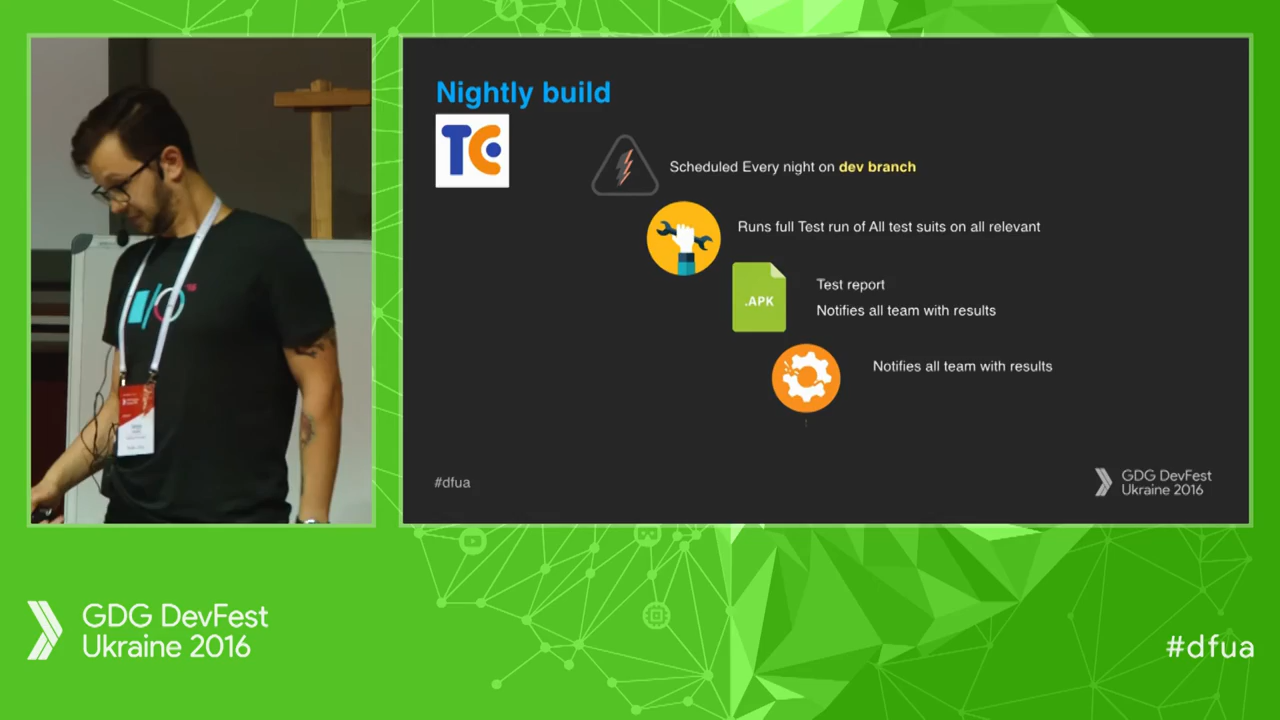 Nightly build
TC
Scheduled Every night on dev branch
Runs full Test run of All test suits on all relevant
.APK
Test report
Notifies all team with results
Notifies all team with results
#dfua
GDG DevFest
Ukraine 2016
I/O
GDG DevFest
Ukraine 2016
#dfua